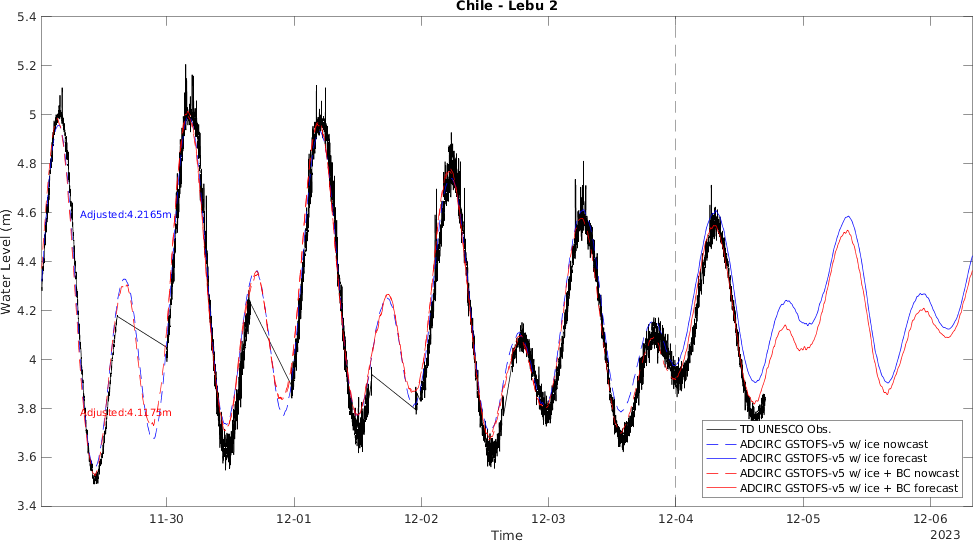 Chile - Lebu 2
5.4
5.2
5
4.8
4.6
4.4
4.2
4
3.8
3.6
3.4
Water Level (m)
Adjusted:4.2165m
Adjusted:4.1175m
TD UNESCO Obs.
ADCIRC GSTOFS-v5 w/ ice nowcast
ADCIRC GSTOFS-v5 w/ ice forecast
ADCIRC GSTOFS-v5 w/ ice + BC nowcast
ADCIRC GSTOFS-v5 w/ ice + BC forecast
11-30 12-01 12-02 12-03 12-04 12-05 12-06
Time
2023